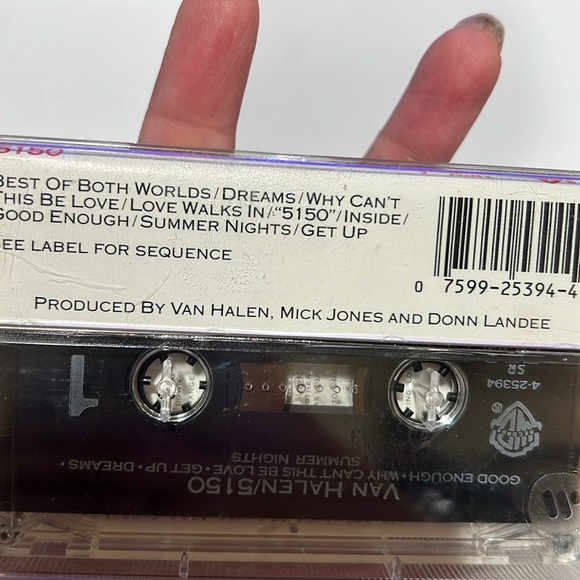 5150
BEST OF BOTH WORLDS/DREAMS/WHY CAN'T
THIS BE LOVE/LOVE WALKS IN/"5150"/INSIDE/
GOOD ENOUGH/SUMMER NIGHTS/GET UP
SEE LABEL FOR SEQUENCE
0 7599-25394-4
PRODUCED BY VAN HALEN, MICK JONES AND DONN LANDEE
1
4-25394
SR
GOOD ENOUGH • WHY CAN'T THIS BE LOVE • GET UP • DREAMS •
SUMMER NIGHTS
VAN HALEN/5150